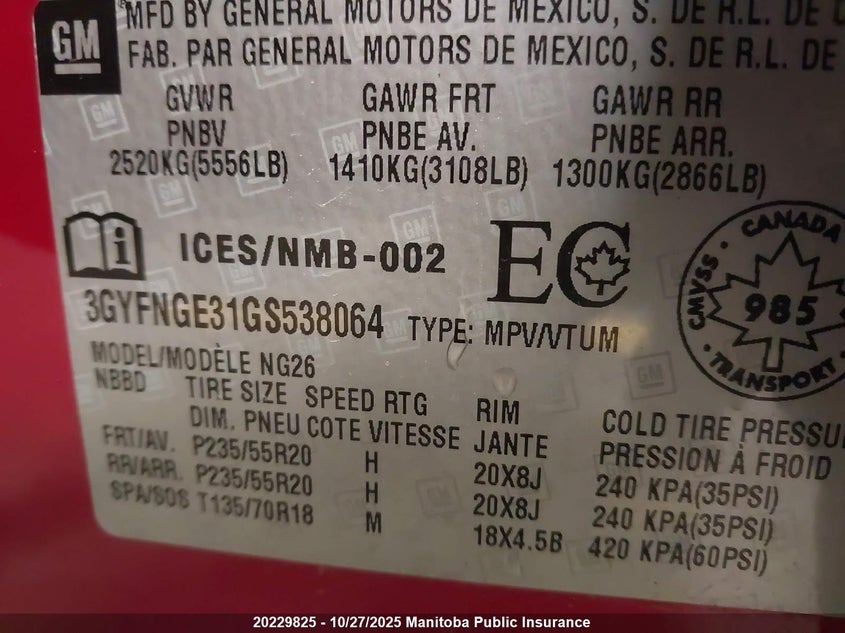 GM
MFD BY GENERAL MOTORS DE MEXICO, S. DE R.L. DE
FAB. PAR GENERAL MOTORS DE MEXICO, S. DE R.L. DE
GVWR GAWR FRT GAWR RR
PNBV PNBE AV. PNBE ARR.
2520KG(5556LB) 1410KG(3108LB) 1300KG(2866LB)
i ICES/NMB-002 EC
CANADA
CMVSS
985
TRANSPORT
3GYFNGE31GS538064 TYPE: MPV/VTUM
MODEL/MODÈLE NG26
NBBD TIRE SIZE SPEED RTG RIM COLD TIRE PRESSU
DIM. PNEU COTE VITESSE JANTE PRESSION À FROID
FRT/AV. P235/55R20 H 20X8J 240 KPA(35PSI)
RR/ARR. P235/55R20 H 20X8J 240 KPA(35PSI)
SPA/SOS T135/70R18 M 18X4.5B 420 KPA(60PSI)
20229825 - 10/27/2025 Manitoba Public Insurance